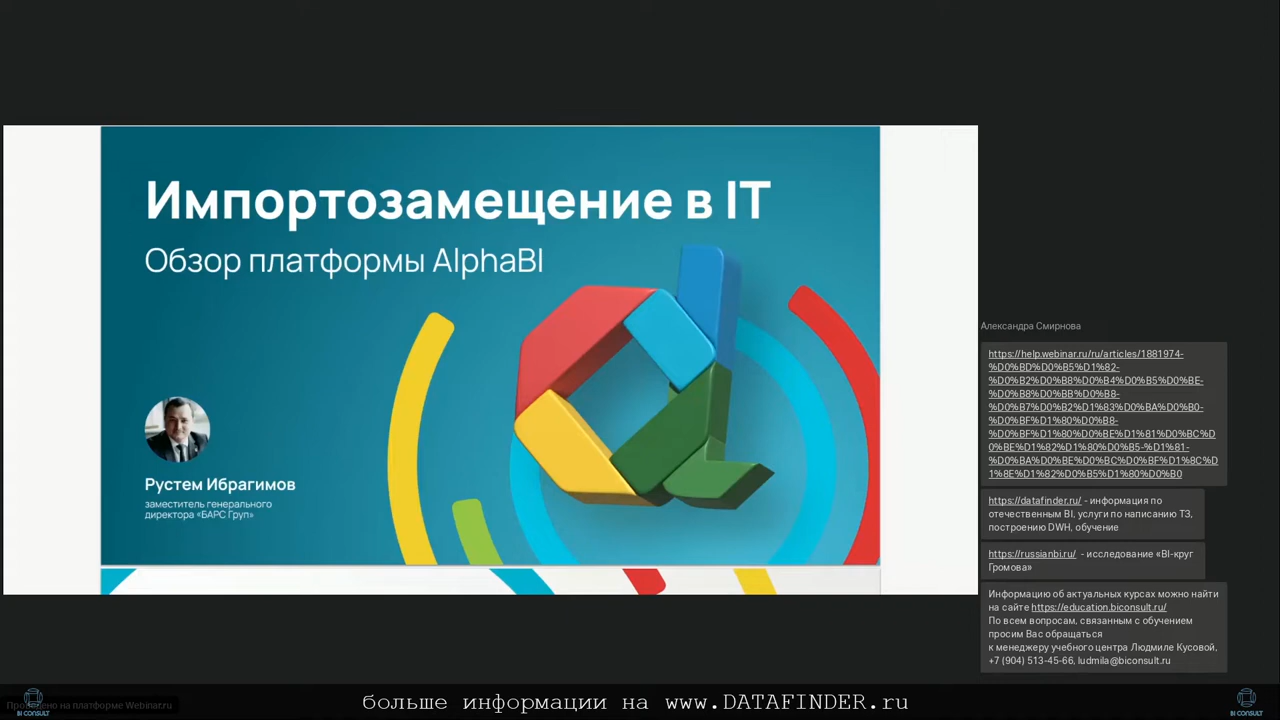 Импортозамещение в IT
Обзор платформы AlphaBI
Рустем Ибрагимов
заместитель генерального
директора «БАРС Груп»
Александра Смирнова
https://help.webinar.ru/ru/articles/1881974-
%D0%BD%D0%B5%D1%82-
%D0%B2%D0%B8%D0%B4%D0%B5%D0%BE-
%D0%B8%D0%BB%D0%B8-
%D0%B7%D0%B2%D1%83%D0%BA%D0%B0-
%D0%BF%D1%80%D0%B8-
%D0%BF%D1%80%D0%BE%D1%81%D0%BC%D
0%BE%D1%82%D1%80%D0%B5-%D1%81-
%D0%BA%D0%BE%D0%BC%D0%BF%D1%8C%D
1%8E%D1%82%D0%B5%D1%80%D0%B0
https://datafinder.ru/ - информация по
отечественным BI, услуги по написанию ТЗ,
построению DWH, обучение
https://russianbi.ru/ - исследование «BI-круг
Громова»
Информацию об актуальных курсах можно найти
на сайте https://education.biconsult.ru/
По всем вопросам, связанным с обучением
просим Вас обращаться
к менеджеру учебного центра Людмиле Кусовой,
+7 (904) 513-45-66, ludmila@biconsult.ru
Проведено на платформе Webinar.ru
BI CONSULT
больше информации на www.DATAFINDER.ru
BI CONSULT